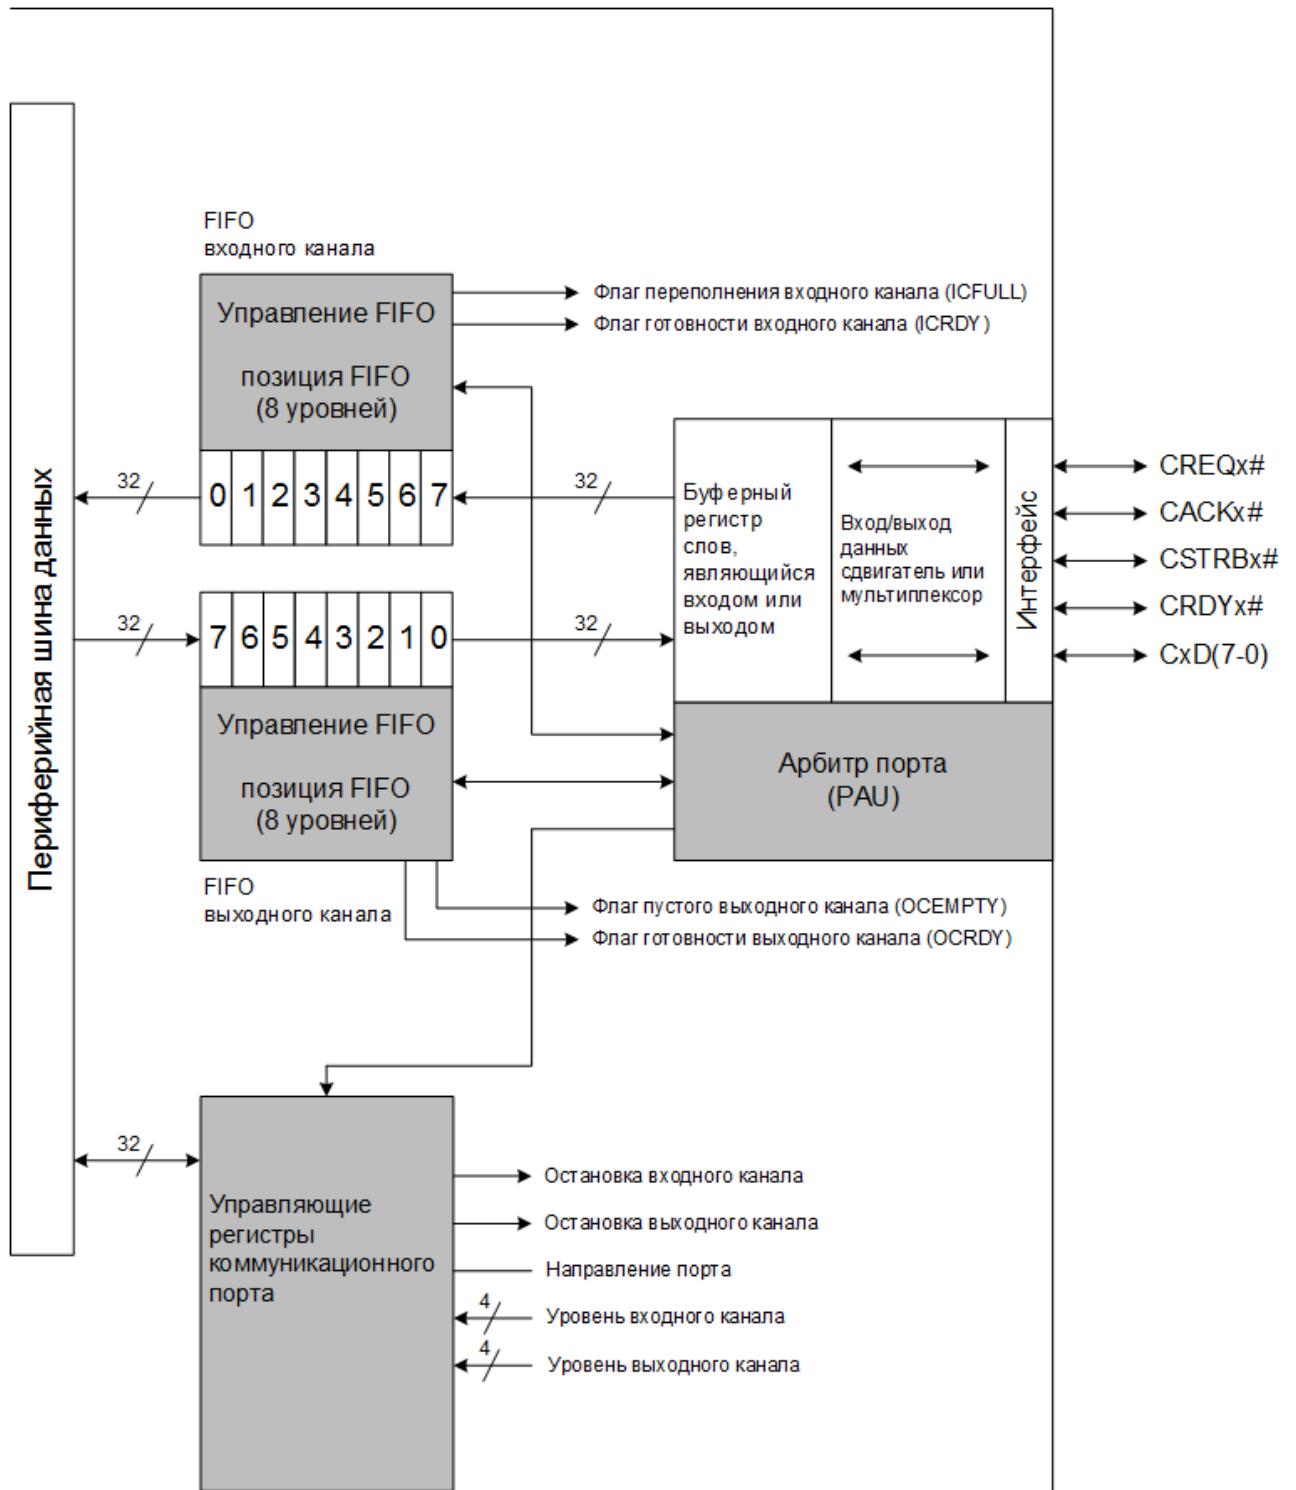 FIFO
входного канала
Управление FIFO
позиция FIFO
(8 уровней)
Флаг переполнения входного канала (ICFULL)
Флаг готовности входного канала (ICRDY)
32
0 1 2 3 4 5 6 7
32
Периферийная шина данных
32
7 6 5 4 3 2 1 0
32
Управление FIFO
позиция FIFO
(8 уровней)
FIFO
выходного канала
Флаг пустого выходного канала (OCEMPTY)
Флаг готовности выходного канала (OCRDY)
Буферный
регистр
слов,
являющийся
входом или
выходом
Вход/выход
данных
сдвигатель или
мультиплексор
Интерфейс
CREQx#
CACKx#
CSTRBx#
CRDYx#
CxD(7-0)
Арбитр порта
(PAU)
32
Управляющие
регистры
коммуникационного
порта
Остановка входного канала
Остановка выходного канала
Направление порта
4
Уровень входного канала
4
Уровень выходного канала